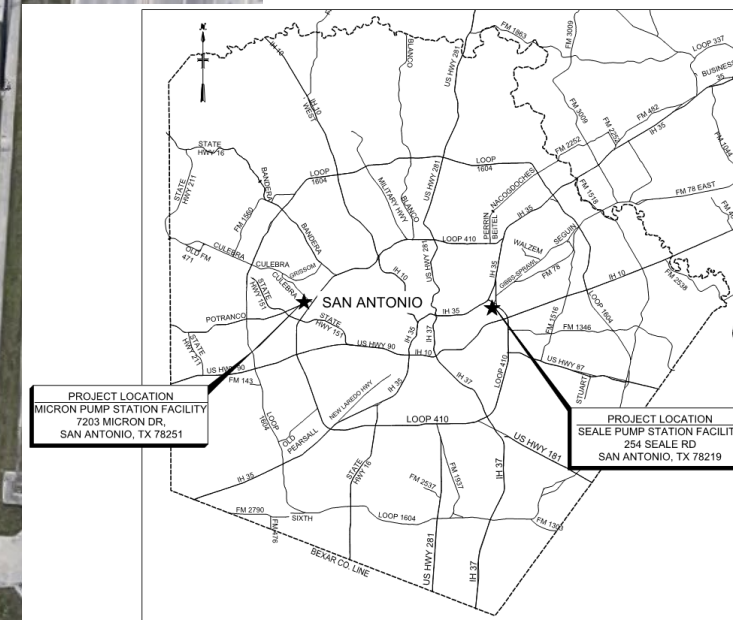 N
FM 1863
FM 3009
LOOP 337
BUSINESS
35
IH 10
BLANCO
US HWY 281
IH 10
WEST
FM 3009
FM 482
FM 2252
FM 2252
IH 35
FM 1044
STATE
HWY 16
STATE
HWY 211
BANDERA
LOOP
1604
MILITARY HWY
BLANCO
US HWY 281
LOOP
1604
NACOGDOCHES
IH 35
FM 1518
FM 78 EAST
FM 1560
BANDERA
PERRIN
BEITEL
WALZEM
SEGUIN
OLD FM
471
CULEBRA
CULEBRA
GRISSOM
CULEBRA
LOOP 410
US HWY 281
IH 35
GIBBS-SPRAWL
FM 78
IH 10
IH 10
FM 2538
STATE
HWY 151
SAN ANTONIO
POTRANCO
STATE
HWY 151
IH 35
IH 35
IH 37
LOOP 1604
FM 1516
FM 1346
STATE
HWY 211
US HWY 90
US HWY 90
IH 10
LOOP 410
US HWY 87
FM 143
IH 35
IH 37
STUART
NEW LAREDO HWY
LOOP
1604
OLD
PEARSALL
LOOP 410
US HWY 181
PROJECT LOCATION
MICRON PUMP STATION FACILITY
7203 MICRON DR,
SAN ANTONIO, TX 78251
PROJECT LOCATION
SEALE PUMP STATION FACILIT
254 SEALE RD
SAN ANTONIO, TX 78219
IH 35
STATE
HWY 16
FM 2537
FM 1937
IH 37
FM 2790
SIXTH
FM 476
LOOP 1604
FM 1303
BEXAR CO. LINE
US HWY 281
IH 37